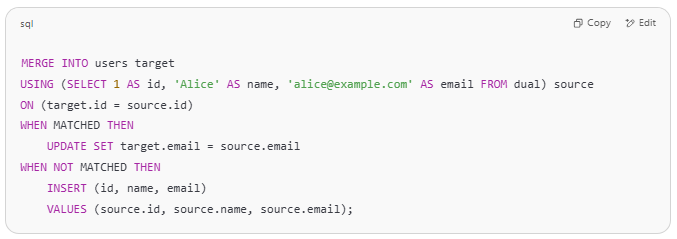 sql
Copy
Edit
MERGE INTO users target
USING (SELECT 1 AS id, 'Alice' AS name, 'alice@example.com' AS email FROM dual) source
ON (target.id = source.id)
WHEN MATCHED THEN
    UPDATE SET target.email = source.email
WHEN NOT MATCHED THEN
    INSERT (id, name, email)
    VALUES (source.id, source.name, source.email);